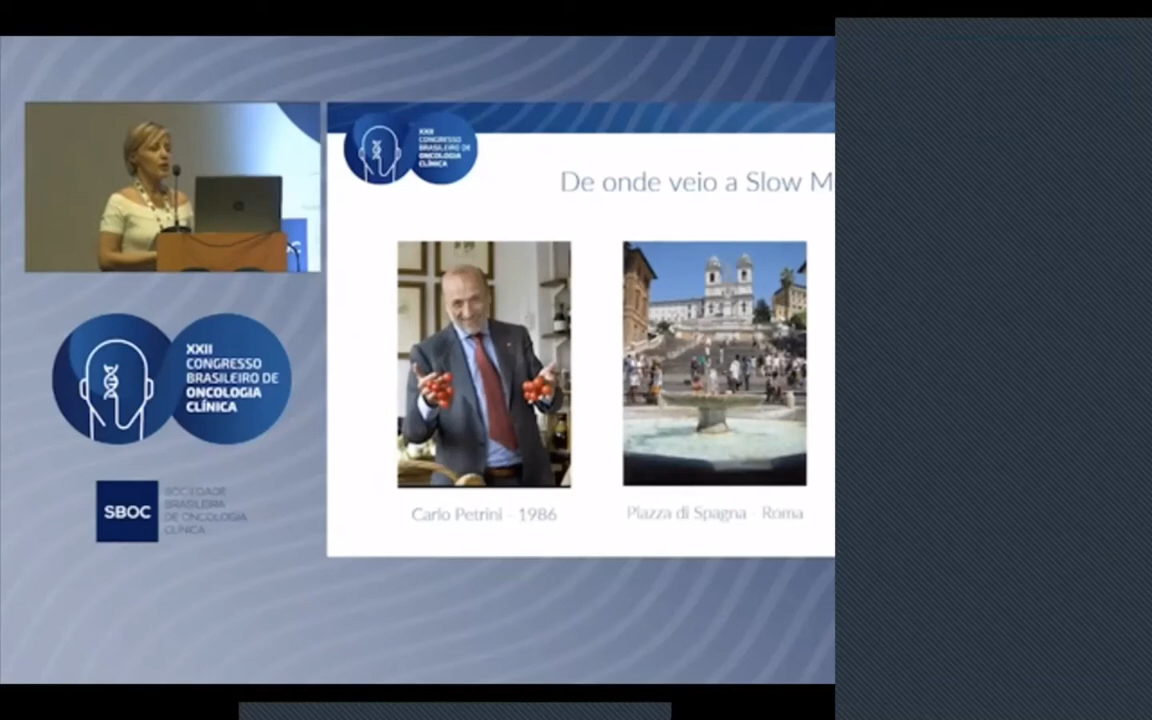 XXII
CONGRESSO
BRASILEIRO DE
ONCOLOGIA
CLÍNICA
De onde veio a Slow M
Carlo Petrini - 1986
Piazza di Spagna - Roma
XXII
CONGRESSO
BRASILEIRO DE
ONCOLOGIA
CLÍNICA
SBOC
SOCIEDADE
BRASILEIRA
DE ONCOLOGIA
CLÍNICA